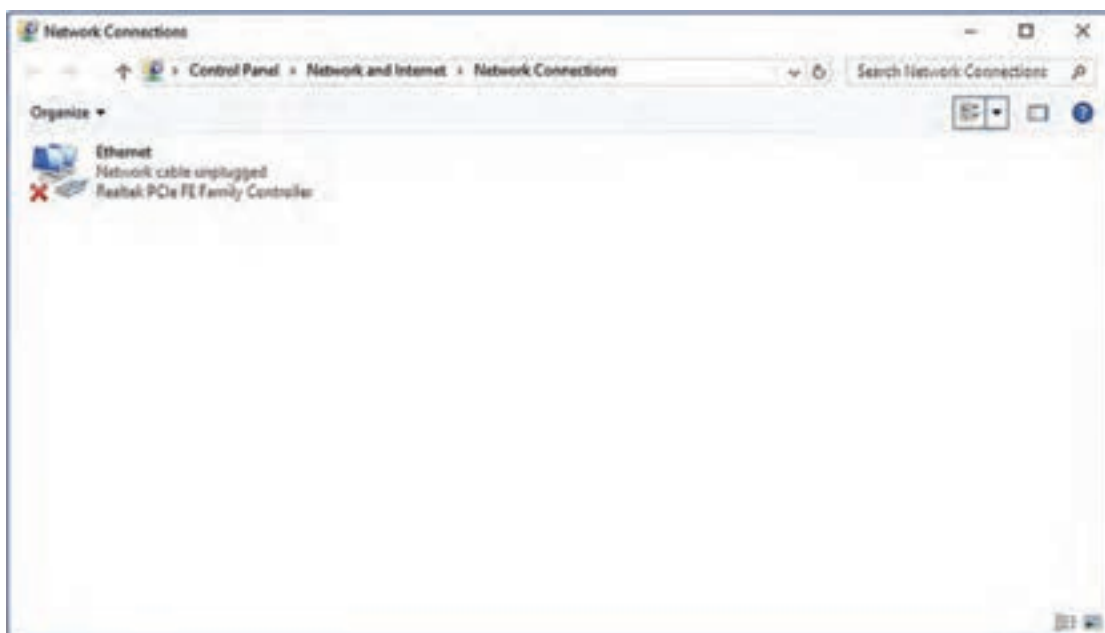 Network Connections
Control Panel › Network and Internet › Network Connections
Search Network Connections
Organize
Ethernet
Network cable unplugged
Realtek PCIe FE Family Controller